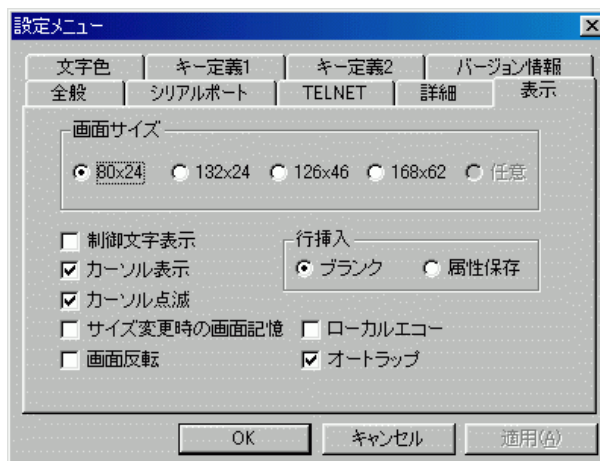 設定メニュー
文字色 キー定義1 キー定義2 バージョン情報
全般 シリアルポート TELNET 詳細 表示
画面サイズ
80x24 132x24 126x46 168x62 任意
制御文字表示 行挿入
カーソル表示 ブランク 属性保存
カーソル点滅
サイズ変更時の画面記憶 ローカルエコー
画面反転 オートラップ
OK キャンセル 適用(A)